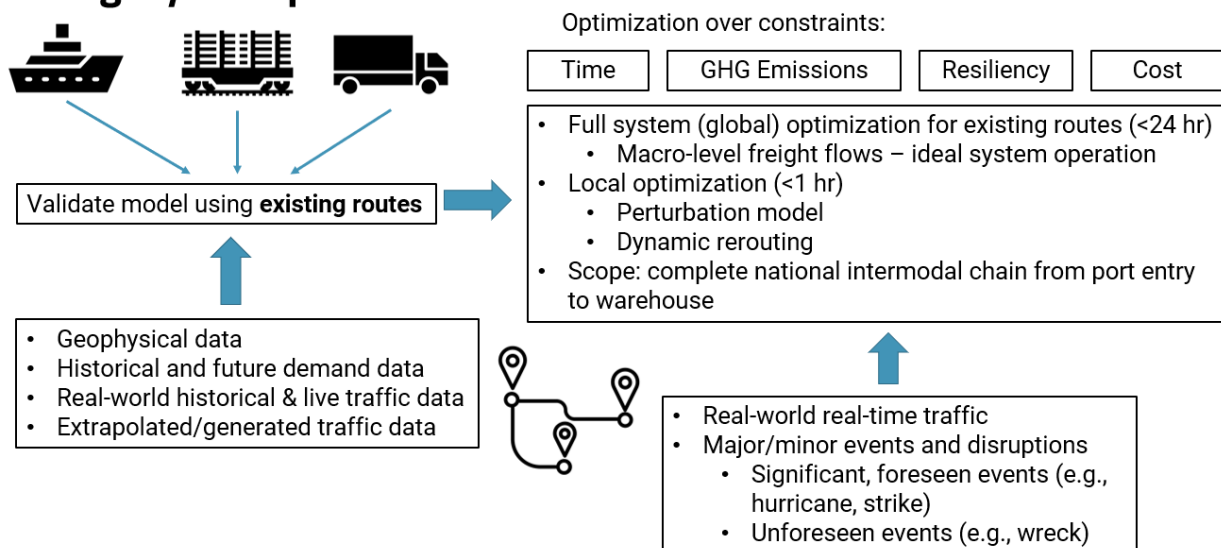 Optimization over constraints:
Time
GHG Emissions
Resiliency
Cost
Validate model using existing routes
• Full system (global) optimization for existing routes (<24 hr)
• Macro-level freight flows – ideal system operation
• Local optimization (<1 hr)
• Perturbation model
• Dynamic rerouting
• Scope: complete national intermodal chain from port entry
to warehouse
• Geophysical data
• Historical and future demand data
• Real-world historical & live traffic data
• Extrapolated/generated traffic data
• Real-world real-time traffic
• Major/minor events and disruptions
• Significant, foreseen events (e.g.,
hurricane, strike)
• Unforeseen events (e.g., wreck)